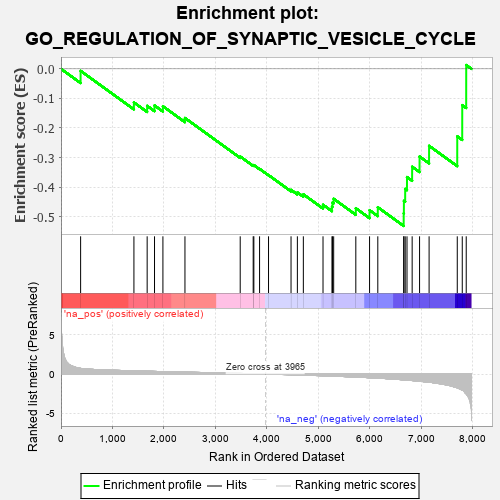 Enrichment plot:
GO_REGULATION_OF_SYNAPTIC_VESICLE_CYCLE
Enrichment score (ES)
0.0
-0.1
-0.2
-0.3
-0.4
-0.5
'na_pos' (positively correlated)
Ranked list metric (PreRanked)
5
0
-5
Zero cross at 3965
'na_neg' (negatively correlated)
0 1,000 2,000 3,000 4,000 5,000 6,000 7,000 8,000
Rank in Ordered Dataset
Enrichment profile Hits Ranking metric scores